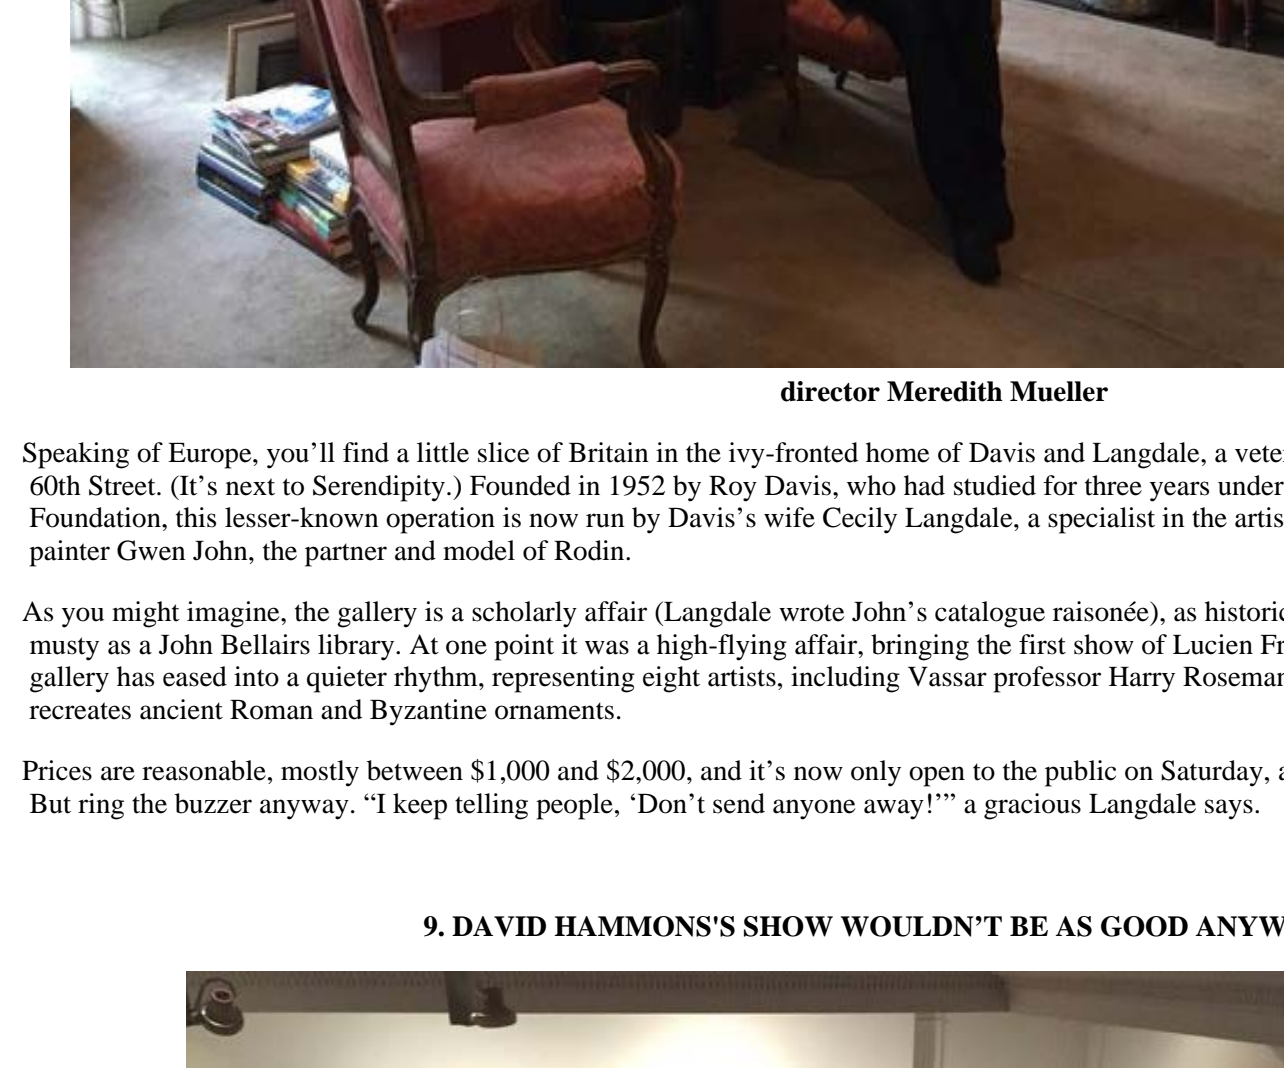 director Meredith Mueller
Speaking of Europe, you’ll find a little slice of Britain in the ivy-fronted home of Davis and Langdale, a
60th Street. (It’s next to Serendipity.) Founded in 1952 by Roy Davis, who had studied for three years under
Foundation, this lesser-known operation is now run by Davis’s wife Cecily Langdale, a specialist in the
painter Gwen John, the partner and model of Rodin.
As you might imagine, the gallery is a scholarly affair (Langdale wrote John’s catalogue raisonée), as
musty as a John Bellairs library. At one point it was a high-flying affair, bringing the first show of Lucien
gallery has eased into a quieter rhythm, representing eight artists, including Vassar professor Harry
recreates ancient Roman and Byzantine ornaments.
Prices are reasonable, mostly between $1,000 and $2,000, and it’s now only open to the public on Saturday,
But ring the buzzer anyway. “I keep telling people, ‘Don’t send anyone away!’” a gracious Langdale says.
9. DAVID HAMMONS'S SHOW WOULDN’T BE AS GOOD